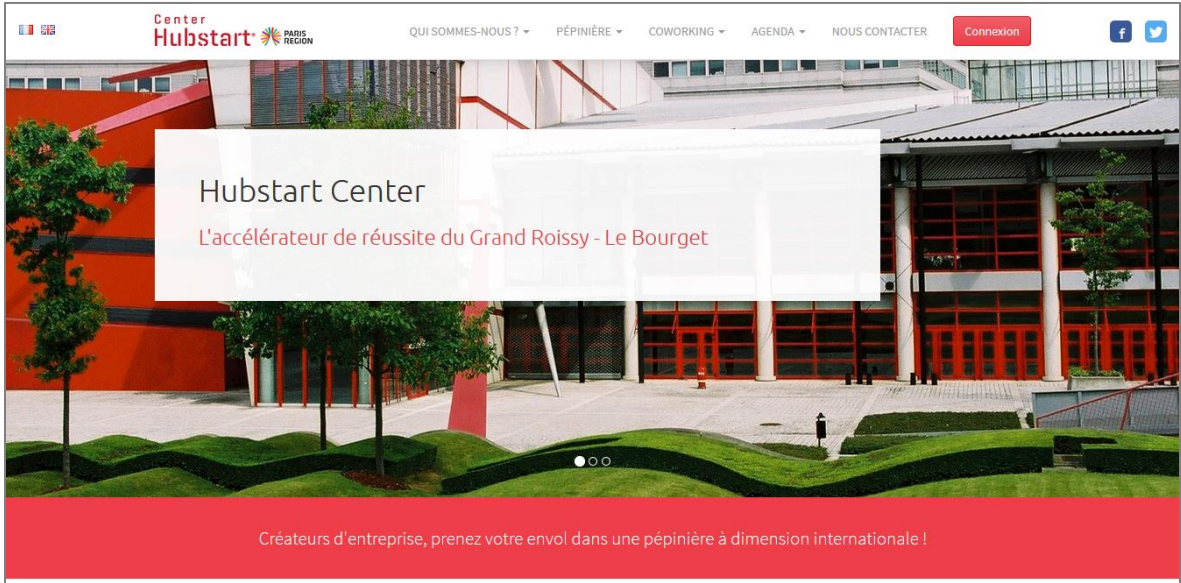 Center
Hubstart PARIS REGION
QUI SOMMES-NOUS ?
PÉPINIÈRE
COWORKING
AGENDA
NOUS CONTACTER
Connexion
Hubstart Center
L'accélérateur de réussite du Grand Roissy - Le Bourget
Créateurs d'entreprise, prenez votre envol dans une pépinière à dimension internationale !